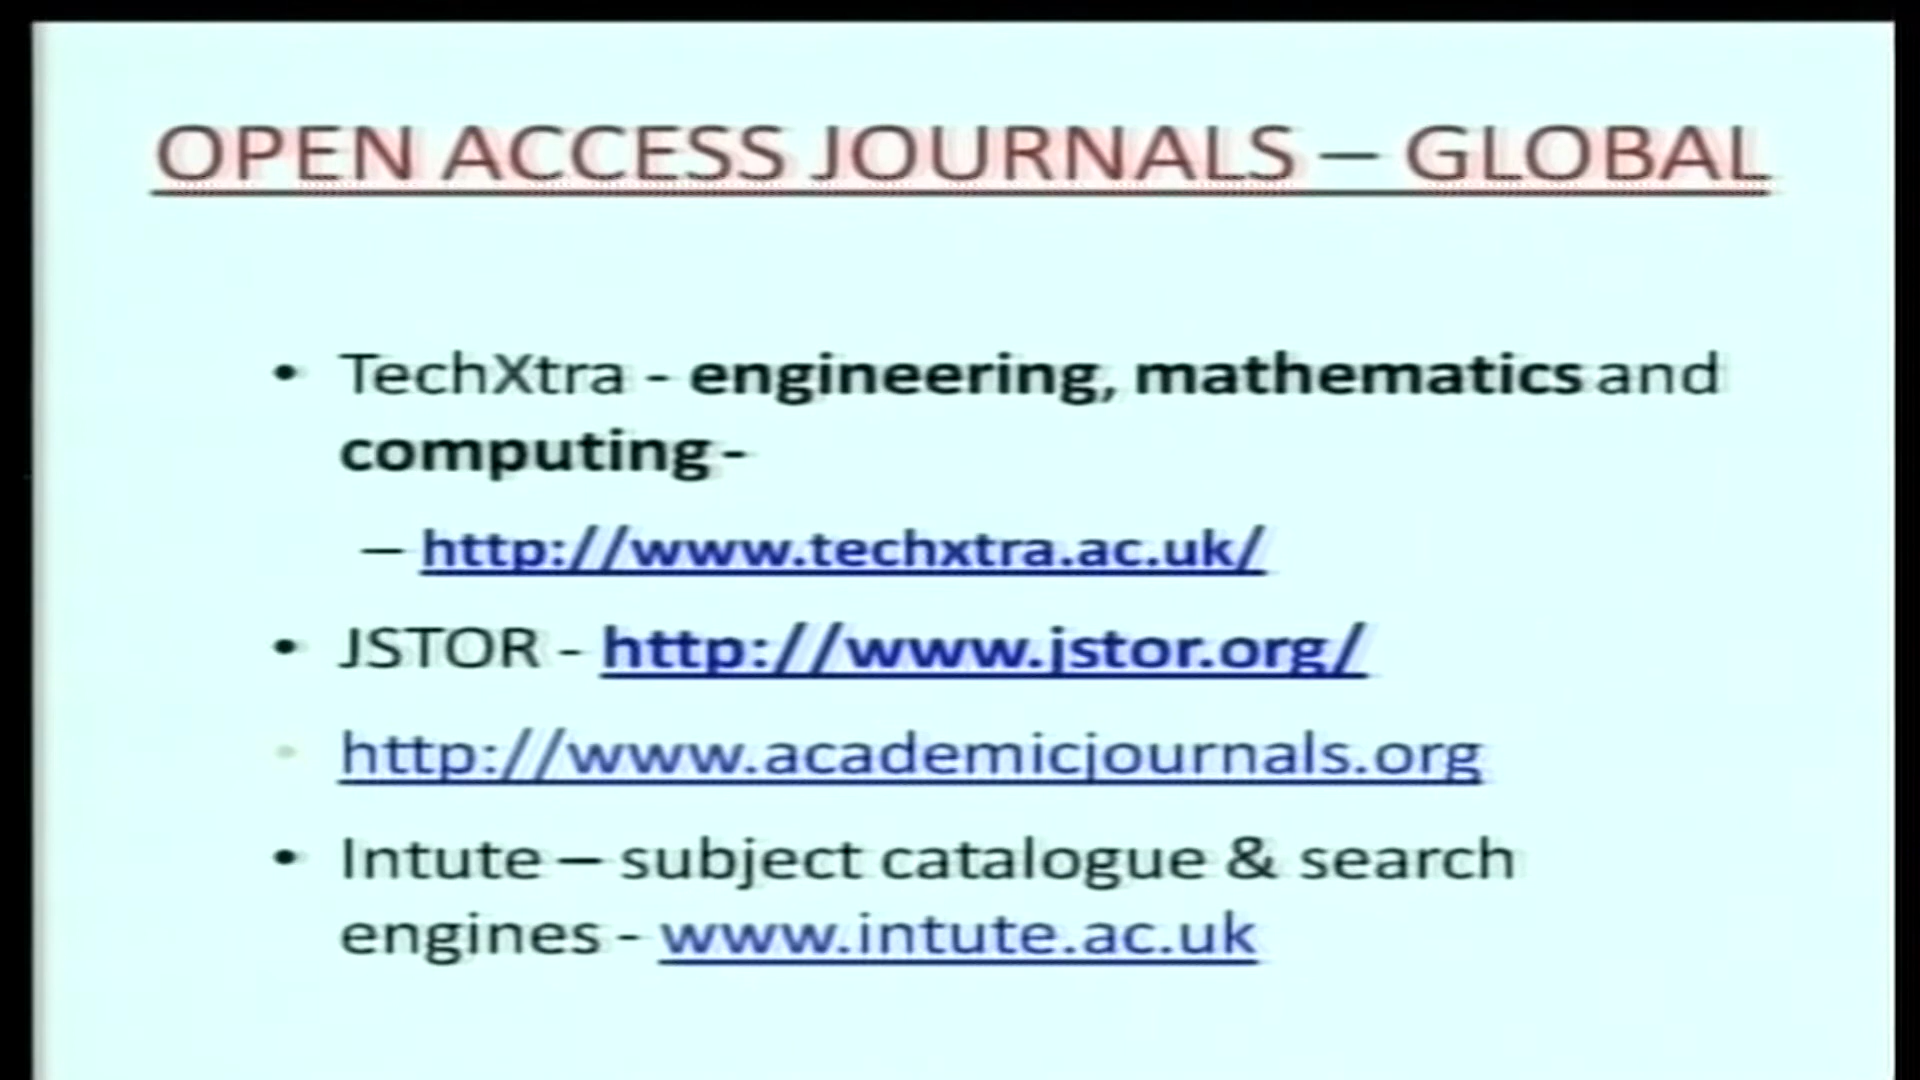 OPEN ACCESS JOURNALS – GLOBAL
• TechXtra - engineering, mathematics and
computing -
– http://www.techxtra.ac.uk/
• JSTOR - http://www.jstor.org/
• http://www.academicjournals.org
• Intute – subject catalogue & search
engines - www.intute.ac.uk